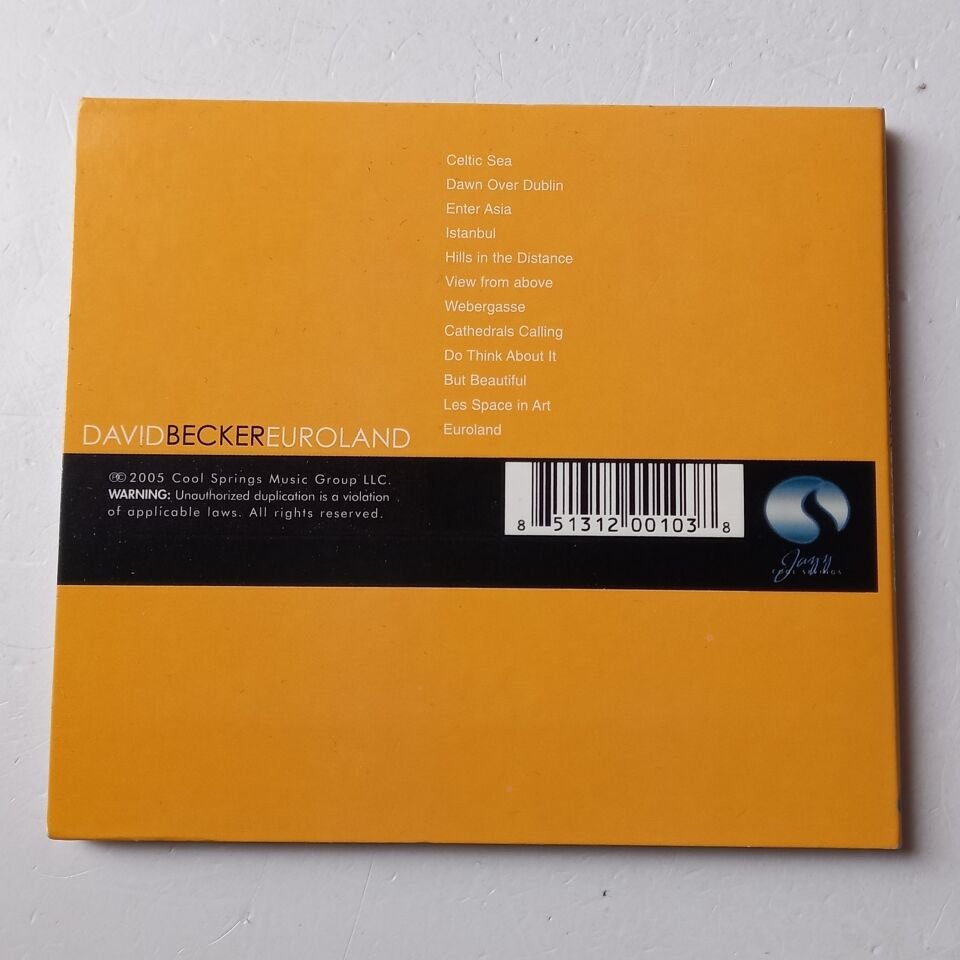 Celtic Sea
Dawn Over Dublin
Enter Asia
Istanbul
Hills in the Distance
View from above
Webergasse
Cathedrals Calling
Do Think About It
But Beautiful
Les Space in Art
Euroland
DAVIDBECKEREUROLAND
℗© 2005 Cool Springs Music Group LLC.
WARNING: Unauthorized duplication is a violation
of applicable laws. All rights reserved.
8 51312 00103 8
Jazz
COOL SPRINGS